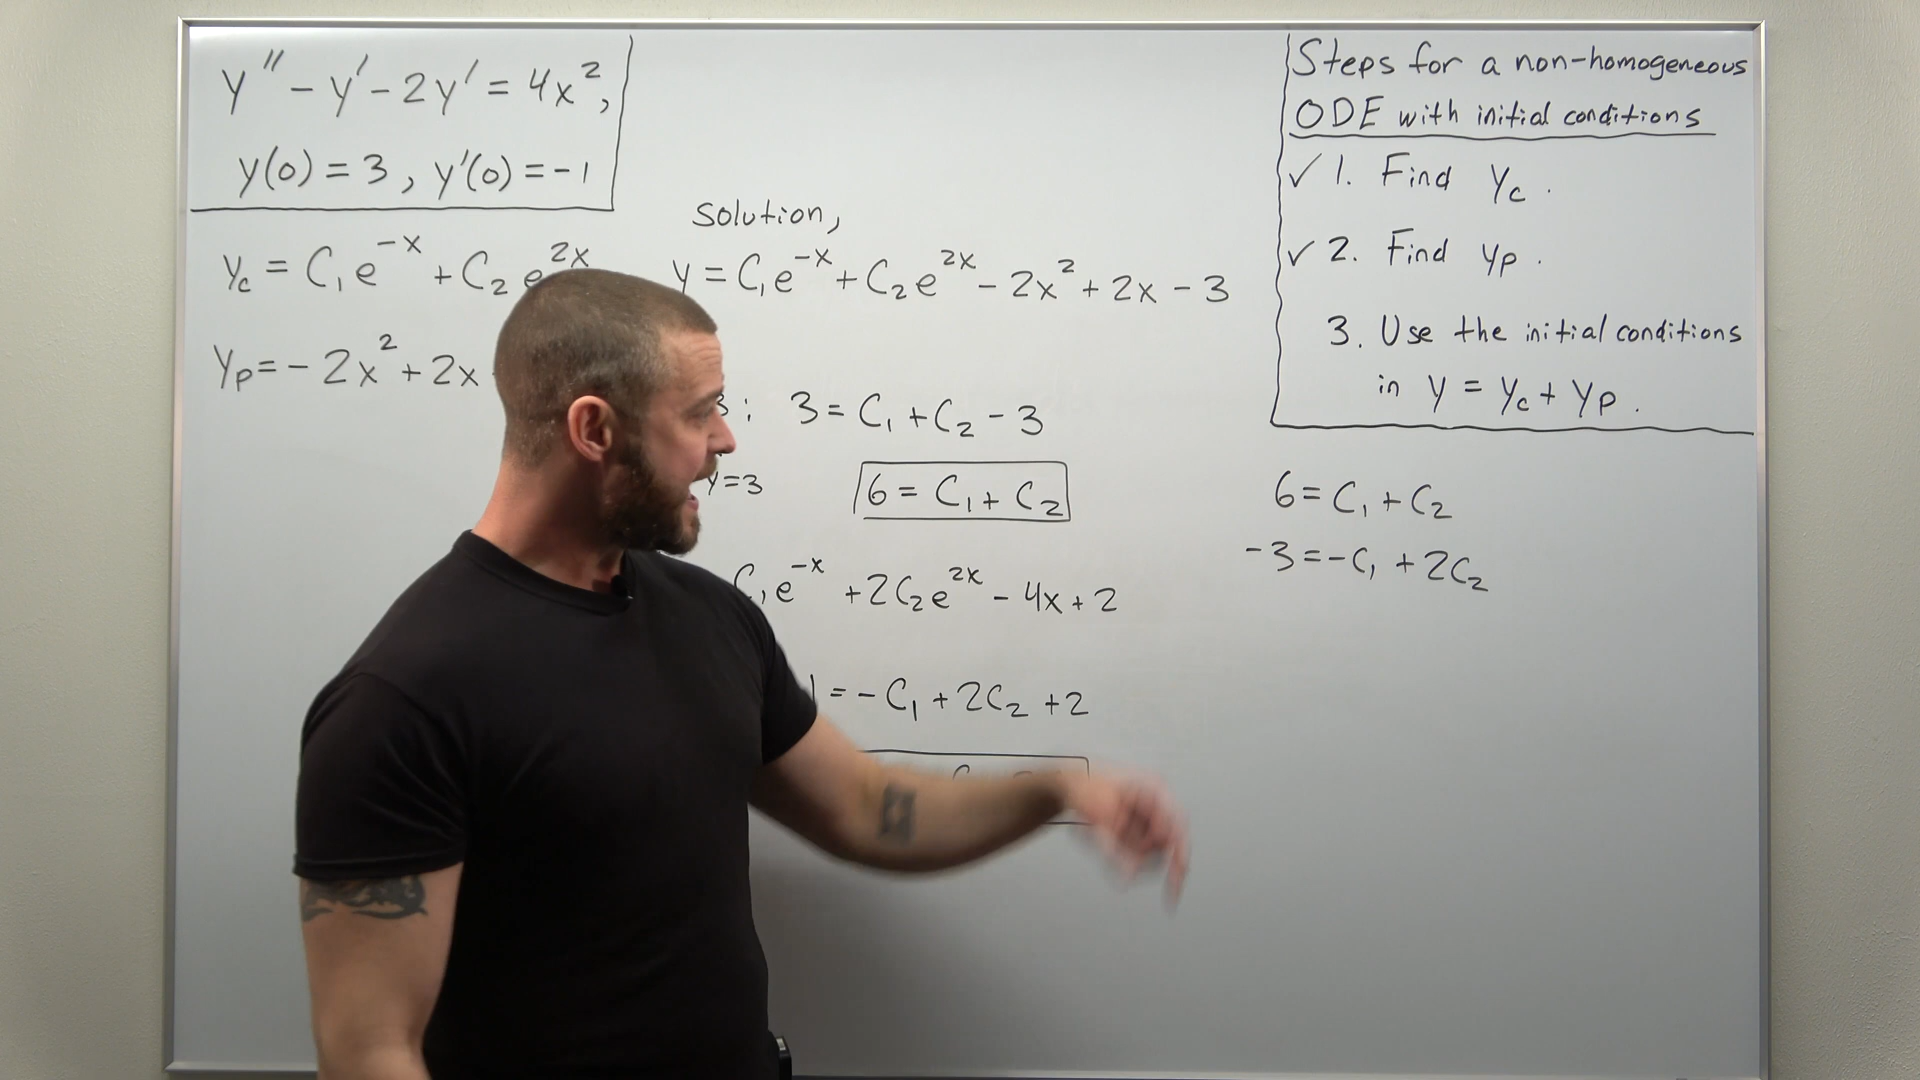 y'' - y' - 2y' = 4x²,
y(0) = 3, y'(0) = -1
yc = C₁e^-x + C₂e^2x
yp = -2x² + 2x
Solution,
y = C₁e^-x + C₂e^2x - 2x² + 2x - 3
3: 3 = C₁ + C₂ - 3
y=3
6 = C₁ + C₂
C₁e^-x + 2C₂e^2x - 4x + 2
1 = -C₁ + 2C₂ + 2
Steps for a non-homogeneous
ODE with initial conditions
✓ 1. Find yc.
✓ 2. Find yp.
3. Use the initial conditions
in y = yc + yp.
6 = C₁ + C₂
-3 = -C₁ + 2C₂